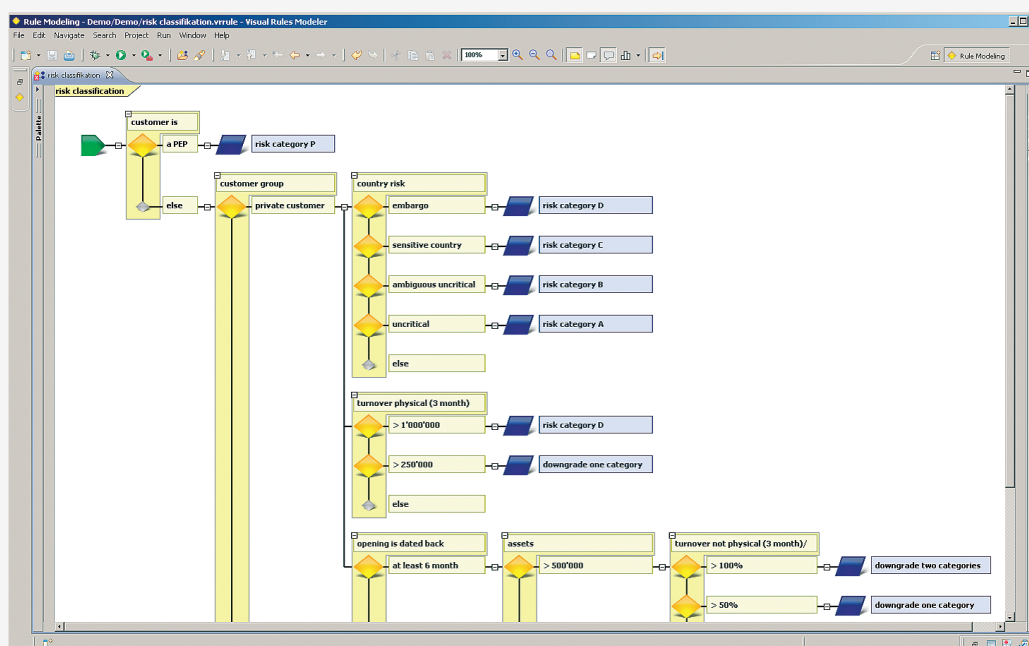 Rule Modeling - Demo/Demo/risk classifikation.vrrule - Visual Rules Modeler
File Edit Navigate Search Project Run Window Help
100%
Rule Modeling
risk classifikation
Palette
risk classification
customer is
a PEP
risk category P
customer group
country risk
else
private customer
embargo
risk category D
sensitive country
risk category C
ambiguous uncritical
risk category B
uncritical
risk category A
else
turnover physical (3 month)
> 1'000'000
risk category D
> 250'000
downgrade one category
else
opening is dated back
assets
turnover not physical (3 month)/
at least 6 month
> 500'000
> 100%
downgrade two categories
> 50%
downgrade one category